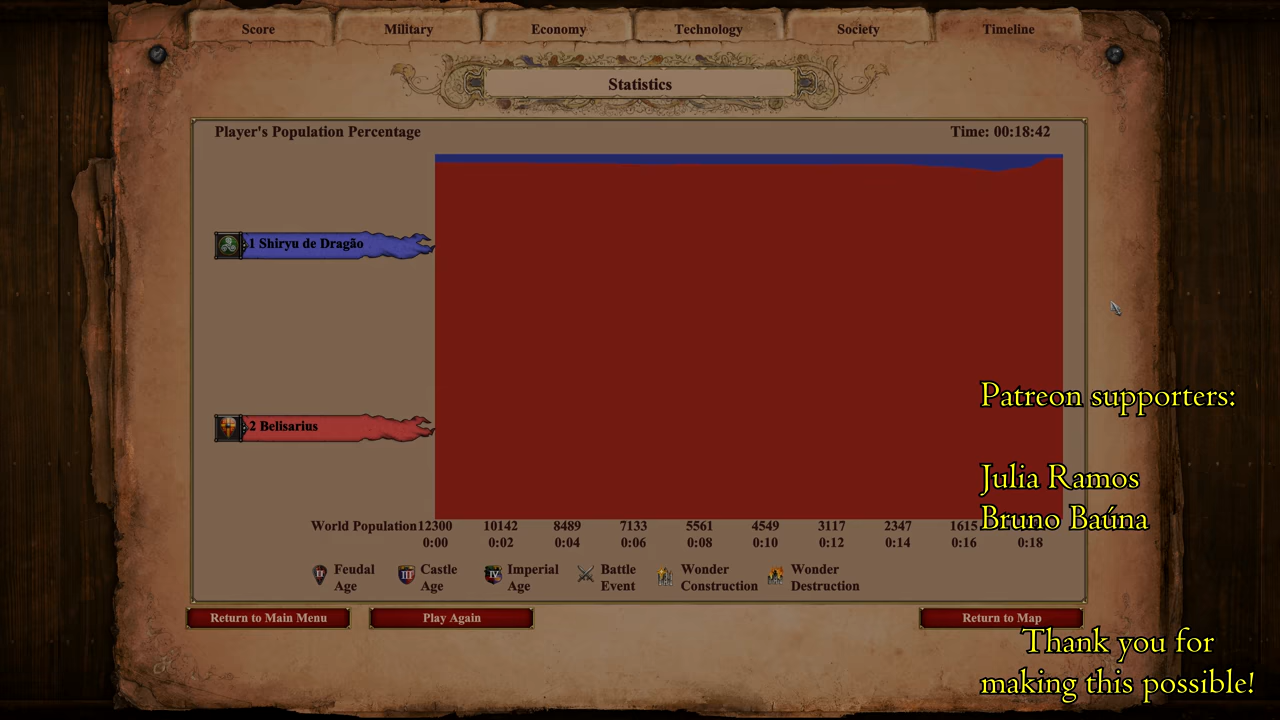 Score Military Economy Technology Society Timeline
Statistics
Player's Population Percentage Time: 00:18:42
1 Shiryu de Dragão
2 Belisarius
Patreon supporters:
Julia Ramos
Bruno Baúna
World Population 12300 10142 8489 7133 5561 4549 3117 2347 1615
0:00 0:02 0:04 0:06 0:08 0:10 0:12 0:14 0:16 0:18
Feudal Age Castle Age Imperial Age Battle Event Wonder Construction Wonder Destruction
Return to Main Menu Play Again Return to Map
Thank you for
making this possible!